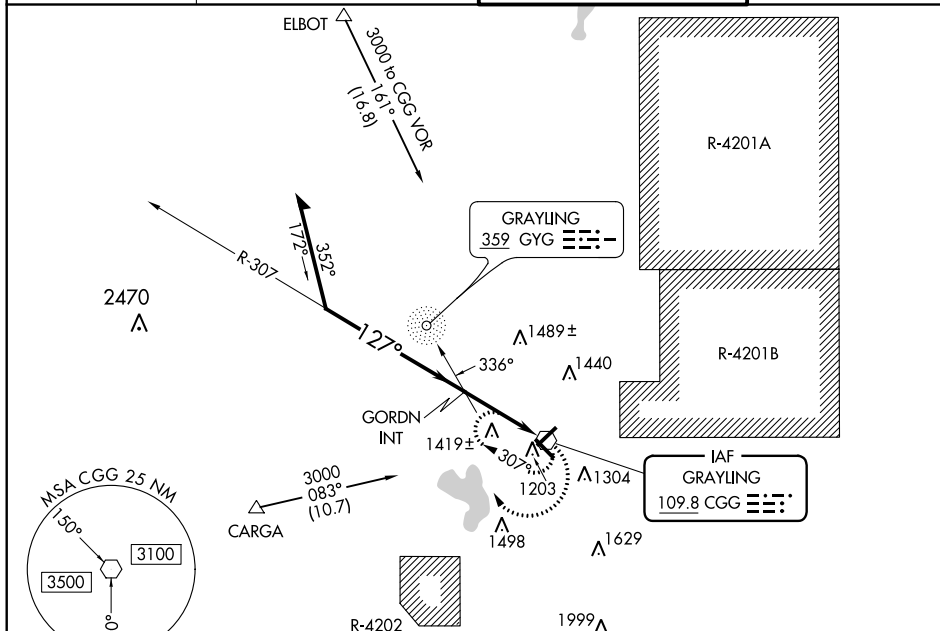 ELBOT
3000 to CGG VOR
161°
(16.8)
R-4201A
GRAYLING
359 GYG
352°
172°
R-307
2470
127°
1489±
R-4201B
336°
1440
GORDN
INT
1419±
307°
IAF
GRAYLING
109.8 CGG
1203
1304
3000
083°
(10.7)
CARGA
MSA CGG 25 NM
150°
3100
3500
1498
1629
R-4202
1999